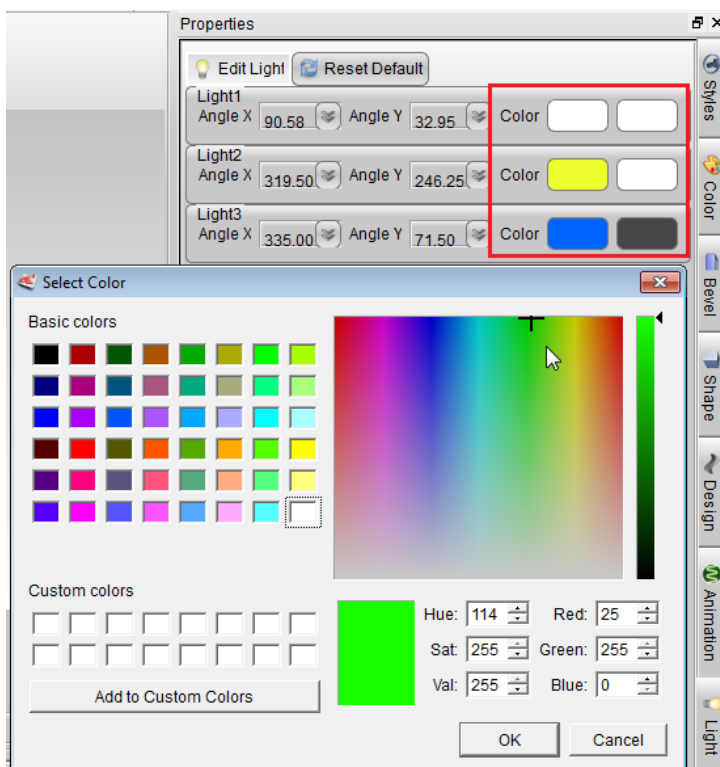 Properties
Edit Light Reset Default
Light1
Angle X 90.58 Angle Y 32.95 Color
Light2
Angle X 319.50 Angle Y 246.25 Color
Light3
Angle X 335.00 Angle Y 71.50 Color
Select Color
Basic colors
Custom colors
Add to Custom Colors
Hue: 114 Red: 25
Sat: 255 Green: 255
Val: 255 Blue: 0
OK Cancel
Styles
Color
Bevel
Shape
Design
Animation
Light